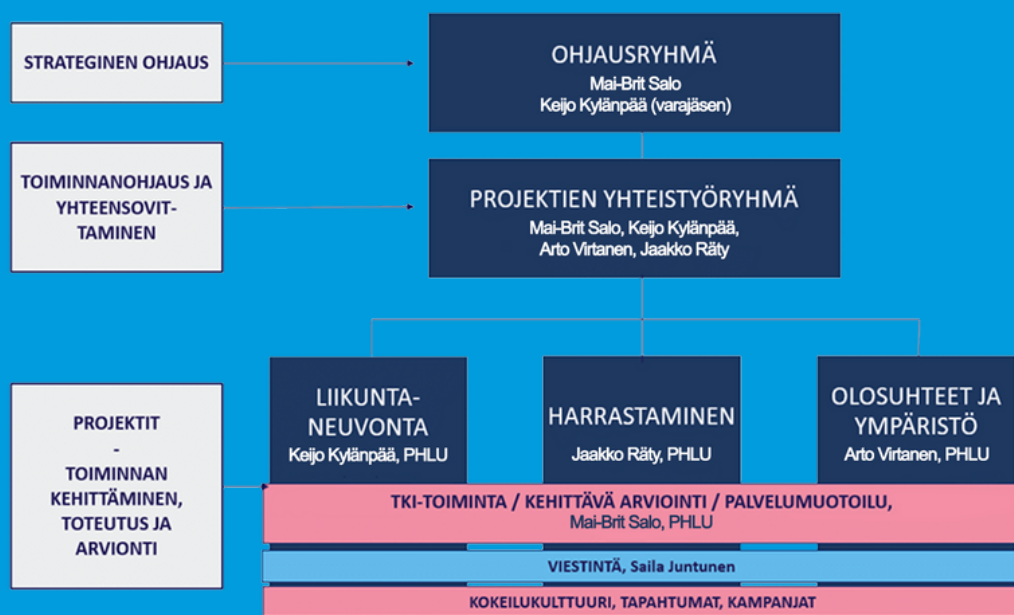 STRATEGINEN OHJAUS
OHJAUSRYHMÄ
Mai-Brit Salo
Keijo Kylänpää (varajäsen)
TOIMINNANOHJAUS JA
YHTEENSOVIT-
TAMINEN
PROJEKTIEN YHTEISTYÖRYHMÄ
Mai-Brit Salo, Keijo Kylänpää,
Arto Virtanen, Jaakko Räty
PROJEKTIT
-
TOIMINNAN
KEHITTÄMINEN,
TOTEUTUS JA
ARVIONTI
LIIKUNTA-
NEUVONTA
Keijo Kylänpää, PHLU
HARRASTAMINEN
Jaakko Räty, PHLU
OLOSUHTEET JA
YMPÄRISTÖ
Arto Virtanen, PHLU
TKI-TOIMINTA / KEHITTÄVÄ ARVIOINTI / PALVELUMUOTOILU,
Mai-Brit Salo, PHLU
VIESTINTÄ, Saila Juntunen
KOKEILUKULTTUURI, TAPAHTUMAT, KAMPANJAT